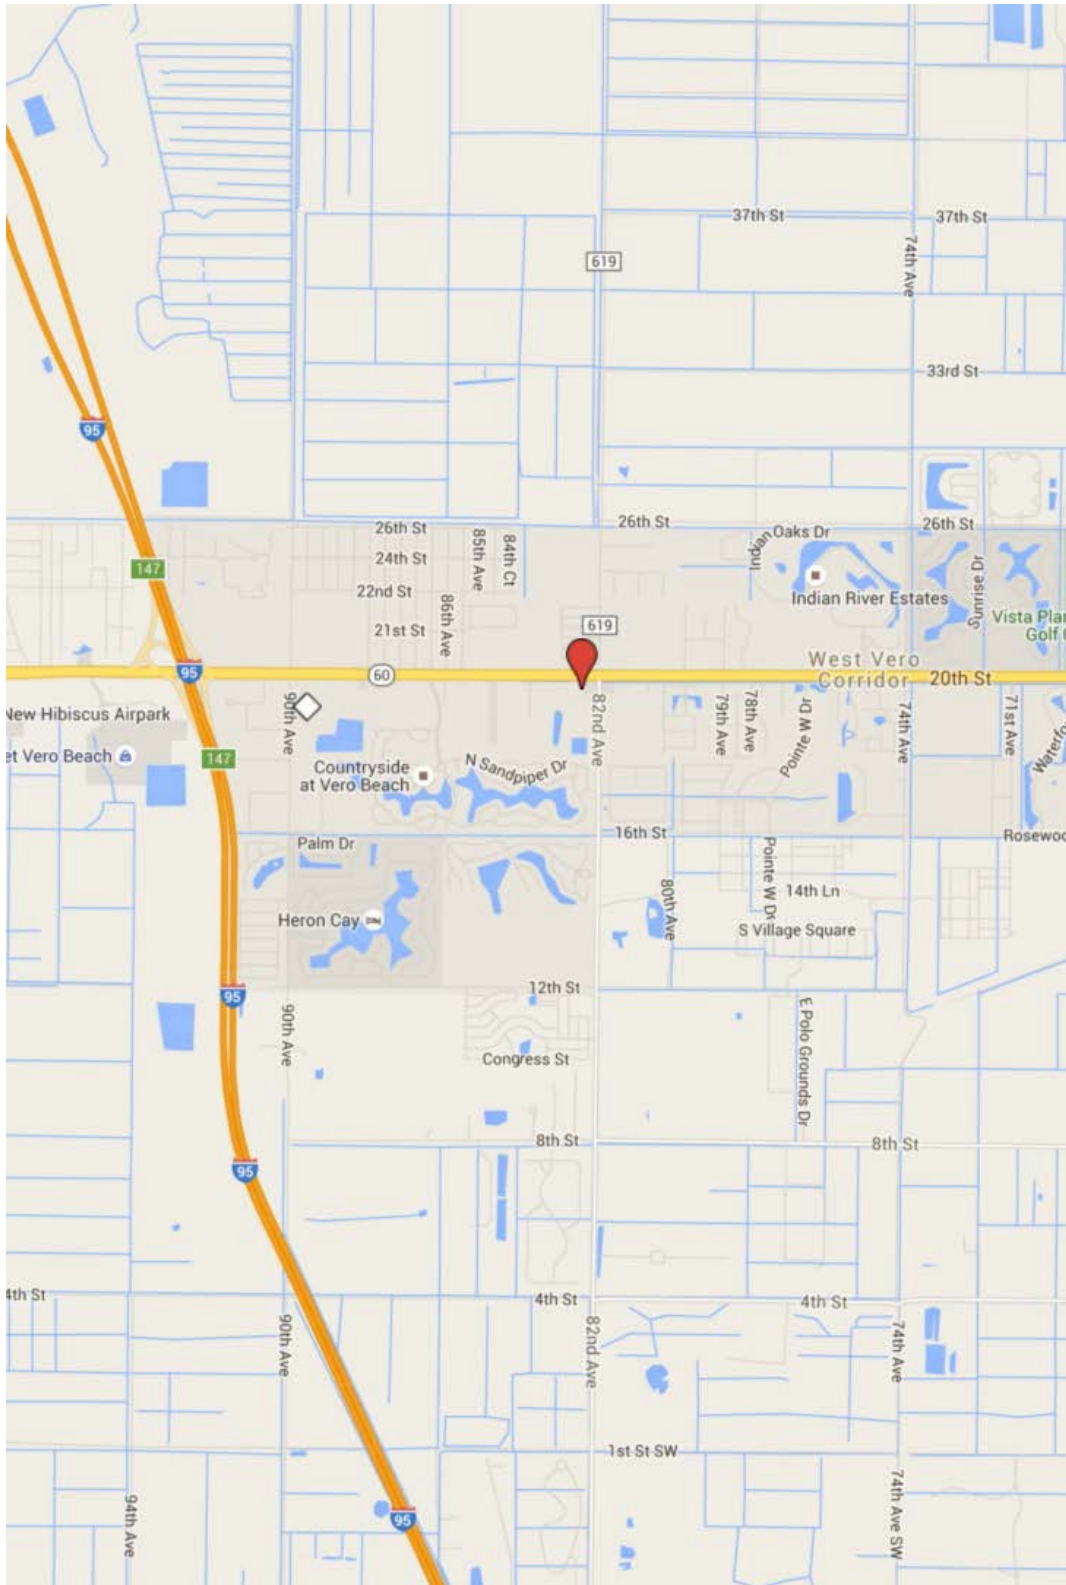 37th St
37th St
74th Ave
619
33rd St
95
26th St
26th St
26th St
85th Ave
84th Ct
Indian Oaks Dr
24th St
147
22nd St
Sunrise Dr
Indian River Estates
86th Ave
21st St
619
Vista Plan
Golf C
West Vero
Corridor
95
60
20th St
New Hibiscus Airpark
90th Ave
82nd Ave
79th Ave
78th Ave
Pointe W Dr
74th Ave
71st Ave
Waterfo
et Vero Beach
147
Countryside
at Vero Beach
N Sandpiper Dr
16th St
Rosewoo
Palm Dr
Pointe W Dr
80th Ave
14th Ln
Heron Cay
S Village Square
95
12th St
90th Ave
E Polo Grounds Dr
Congress St
74th Ave
8th St
8th St
95
4th St
4th St
4th St
90th Ave
82nd Ave
74th Ave
1st St SW
94th Ave
95
74th Ave SW